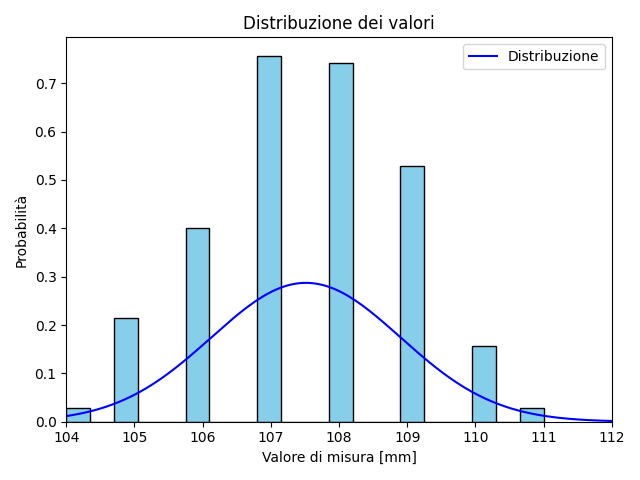 Distribuzione dei valori
Distribuzione
0.7
0.6
0.5
0.4
0.3
0.2
0.1
0.0
Probabilità
104 105 106 107 108 109 110 111 112
Valore di misura [mm]